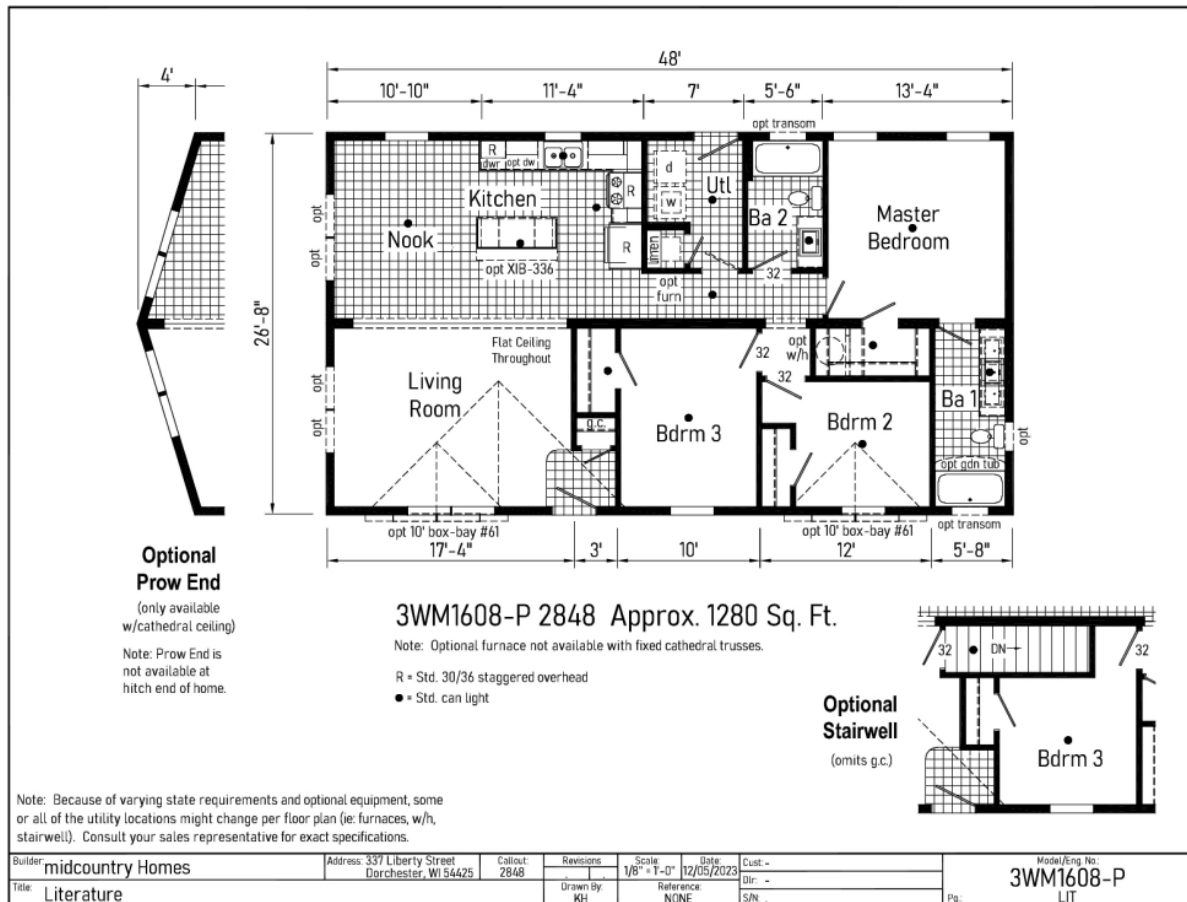 4'
48'
10'-10"
11'-4"
7'
5'-6"
13'-4"
opt transom
R
dwr
opt dw
d
w
Utl
Kitchen
R
Ba 2
Master
Bedroom
Nook
opt
opt
R
linen
opt XIB-336
opt
furn
32
26'-8"
Flat Ceiling
Throughout
32
opt
w/h
32
Living
Room
opt
opt
g.c.
Bdrm 3
Bdrm 2
Ba 1
opt
opt gdn tub
opt 10' box-bay #61
opt 10' box-bay #61
opt transom
17'-4"
3'
10'
12'
5'-8"
Optional
Prow End
(only available
w/cathedral ceiling)
Note: Prow End is
not available at
hitch end of home.
3WM1608-P 2848 Approx. 1280 Sq. Ft.
Note: Optional furnace not available with fixed cathedral trusses.
R = Std. 30/36 staggered overhead
● = Std. can light
32
DN→
32
Optional
Stairwell
(omits g.c.)
Bdrm 3
Note: Because of varying state requirements and optional equipment, some
or all of the utility locations might change per floor plan (ie: furnaces, w/h,
stairwell). Consult your sales representative for exact specifications.
Builder: midcountry Homes
Address: 337 Liberty Street
Dorchester, WI 54425
Callout:
2848
Revisions
Scale:
1/8" = 1'-0"
Date:
12/05/2023
Cust: -
Dlr: -
S/N: .
Model/Eng. No.:
3WM1608-P
Title: Literature
Drawn By:
KH
Reference:
NONE
Pg.:
LIT